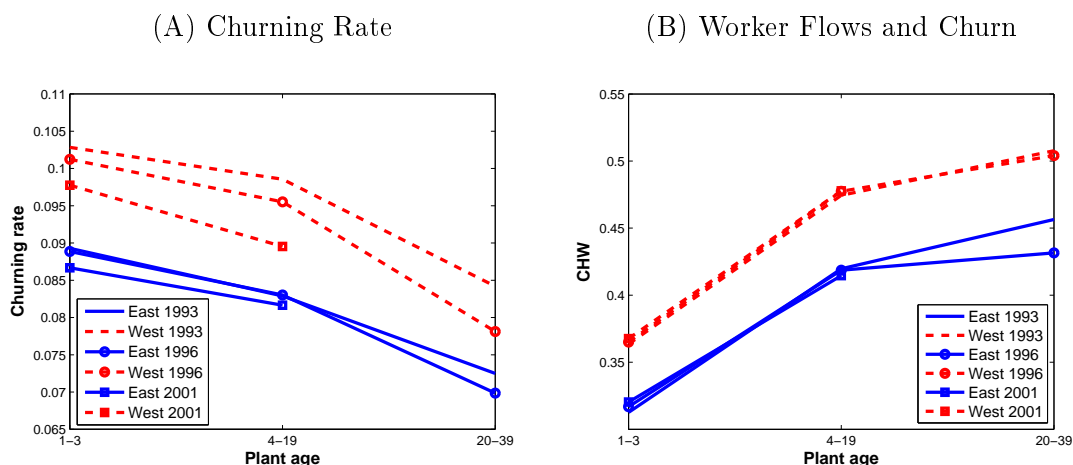 (A) Churning Rate
0.11
0.105
0.1
0.095
0.09
0.085
0.08
0.075
0.07
0.065
Churning rate
East 1993
West 1993
East 1996
West 1996
East 2001
West 2001
1−3
4−19
20−39
Plant age
(B) Worker Flows and Churn
0.55
0.5
0.45
0.4
0.35
CHW
East 1993
West 1993
East 1996
West 1996
East 2001
West 2001
1−3
4−19
20−39
Plant age